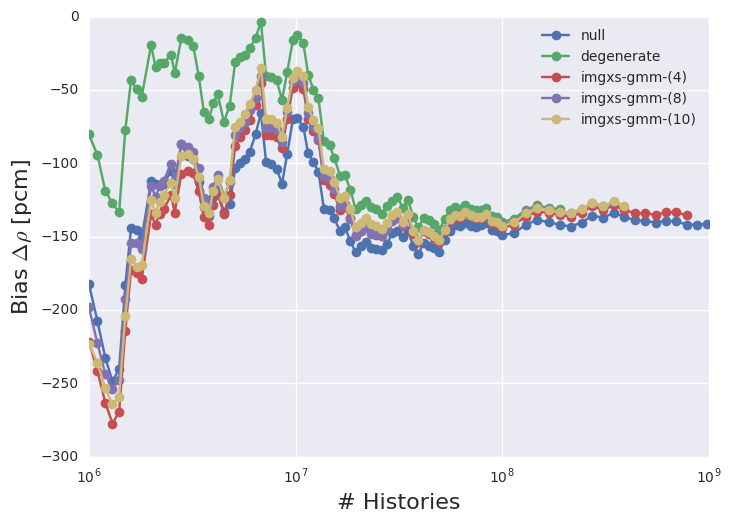 0
−50
−100
−150
−200
−250
−300
Bias Δρ [pcm]
null
degenerate
imgxs-gmm-(4)
imgxs-gmm-(8)
imgxs-gmm-(10)
10^6
10^7
10^8
10^9
# Histories